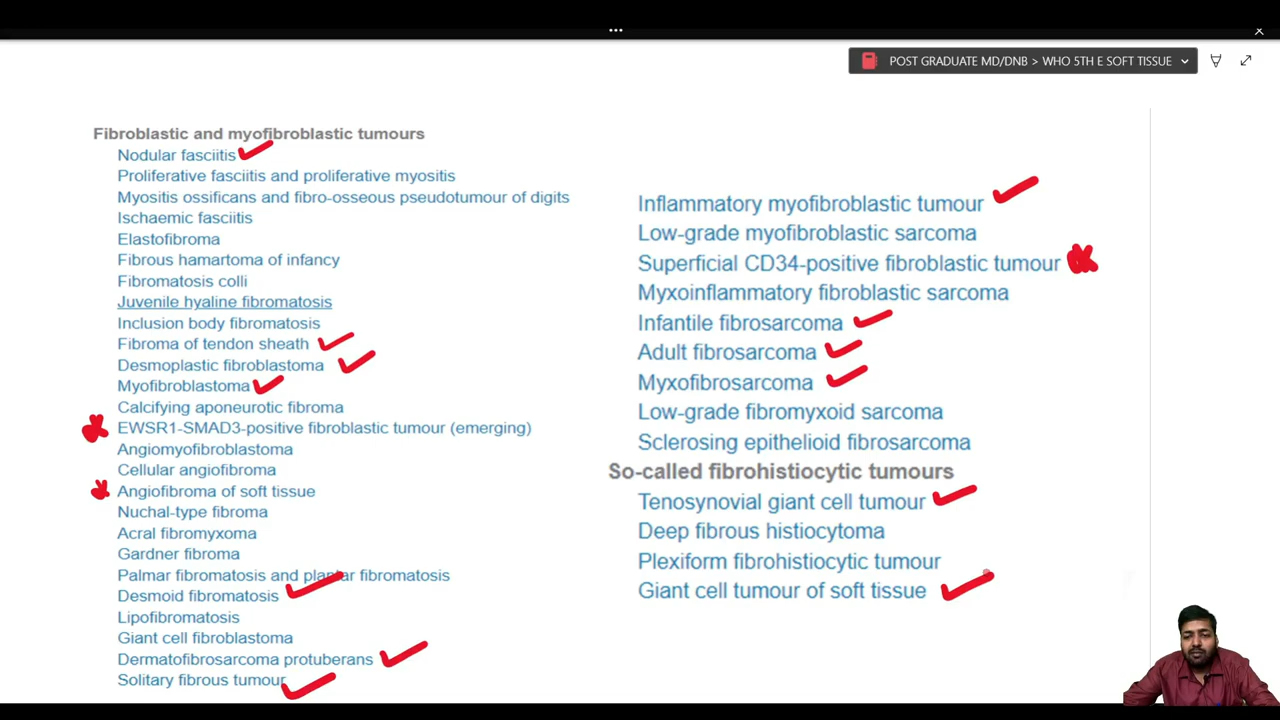 POST GRADUATE MD/DNB > WHO 5TH E SOFT TISSUE
Fibroblastic and myofibroblastic tumours
Nodular fasciitis
Proliferative fasciitis and proliferative myositis
Myositis ossificans and fibro-osseous pseudotumour of digits
Ischaemic fasciitis
Elastofibroma
Fibrous hamartoma of infancy
Fibromatosis colli
Juvenile hyaline fibromatosis
Inclusion body fibromatosis
Fibroma of tendon sheath
Desmoplastic fibroblastoma
Myofibroblastoma
Calcifying aponeurotic fibroma
EWSR1-SMAD3-positive fibroblastic tumour (emerging)
Angiomyofibroblastoma
Cellular angiofibroma
Angiofibroma of soft tissue
Nuchal-type fibroma
Acral fibromyxoma
Gardner fibroma
Palmar fibromatosis and plantar fibromatosis
Desmoid fibromatosis
Lipofibromatosis
Giant cell fibroblastoma
Dermatofibrosarcoma protuberans
Solitary fibrous tumour
Inflammatory myofibroblastic tumour
Low-grade myofibroblastic sarcoma
Superficial CD34-positive fibroblastic tumour
Myxoinflammatory fibroblastic sarcoma
Infantile fibrosarcoma
Adult fibrosarcoma
Myxofibrosarcoma
Low-grade fibromyxoid sarcoma
Sclerosing epithelioid fibrosarcoma
So-called fibrohistiocytic tumours
Tenosynovial giant cell tumour
Deep fibrous histiocytoma
Plexiform fibrohistiocytic tumour
Giant cell tumour of soft tissue